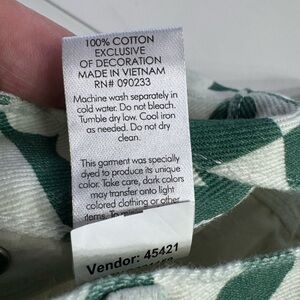 100% COTTON
EXCLUSIVE
OF DECORATION
MADE IN VIETNAM
RN# 090233
Machine wash separately in
cold water. Do not bleach.
Tumble dry low. Cool iron
as needed. Do not dry
clean.
This garment was specially
dyed to produce its unique
color. Take care, dark colors
may transfer onto light
colored clothing or other
items. To
Vendor: 45421